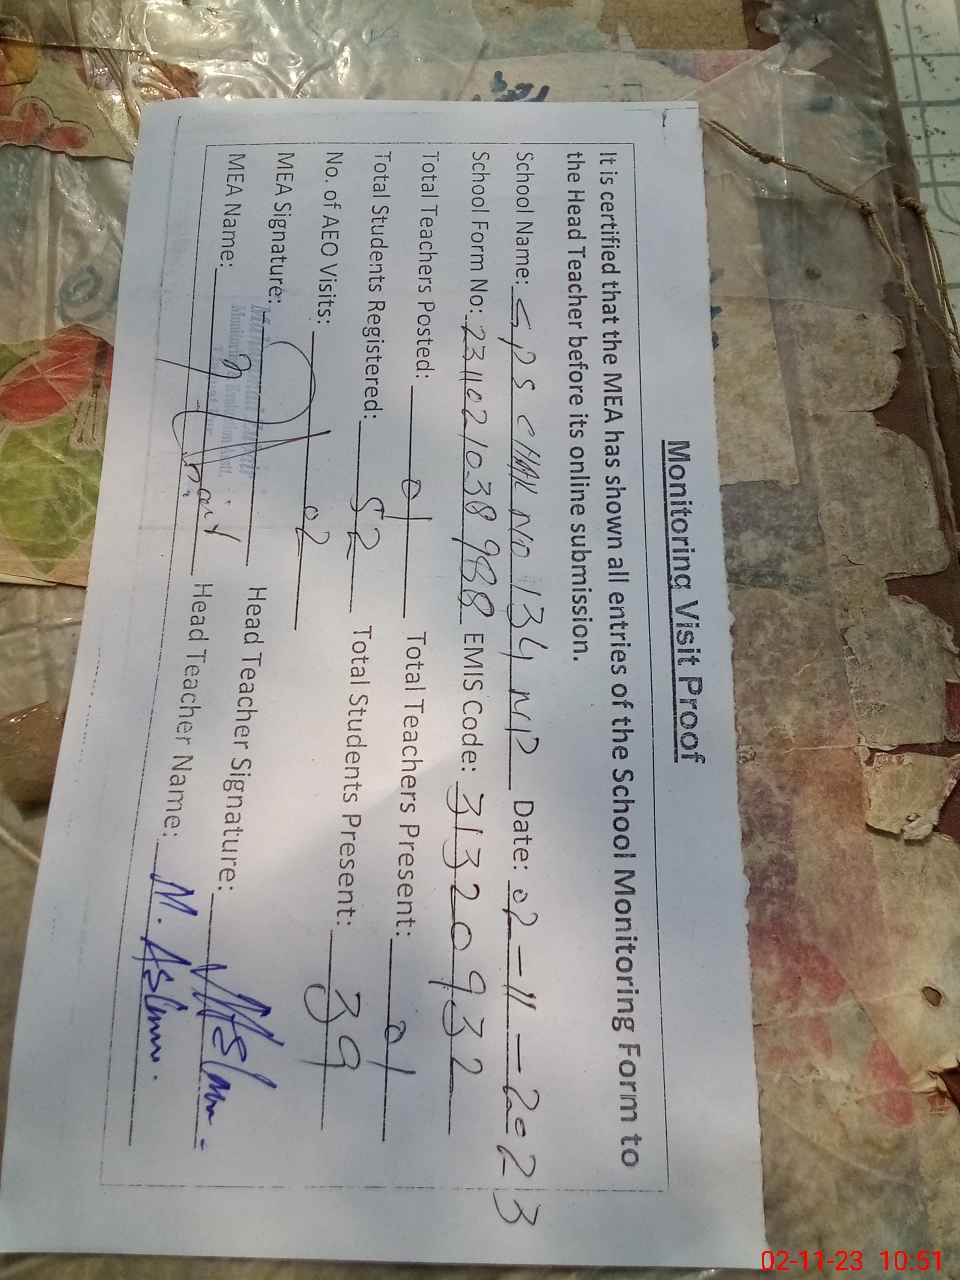 Monitoring Visit Proof
It is certified that the MEA has shown all entries of the School Monitoring Form to
the Head Teacher before its online submission.
School Name: GPS CHAK NO 134 NP Date: 02-11-2023
School Form No: 2311021038988 EMIS Code: 31320932
Total Teachers Posted: 01 Total Teachers Present: 01
Total Students Registered: 52 Total Students Present: 39
No. of AEO Visits: 02
MEA Signature: Head Teacher Signature: M Aslam
MEA Name: Head Teacher Name: M. Aslam
02-11-23 10:51